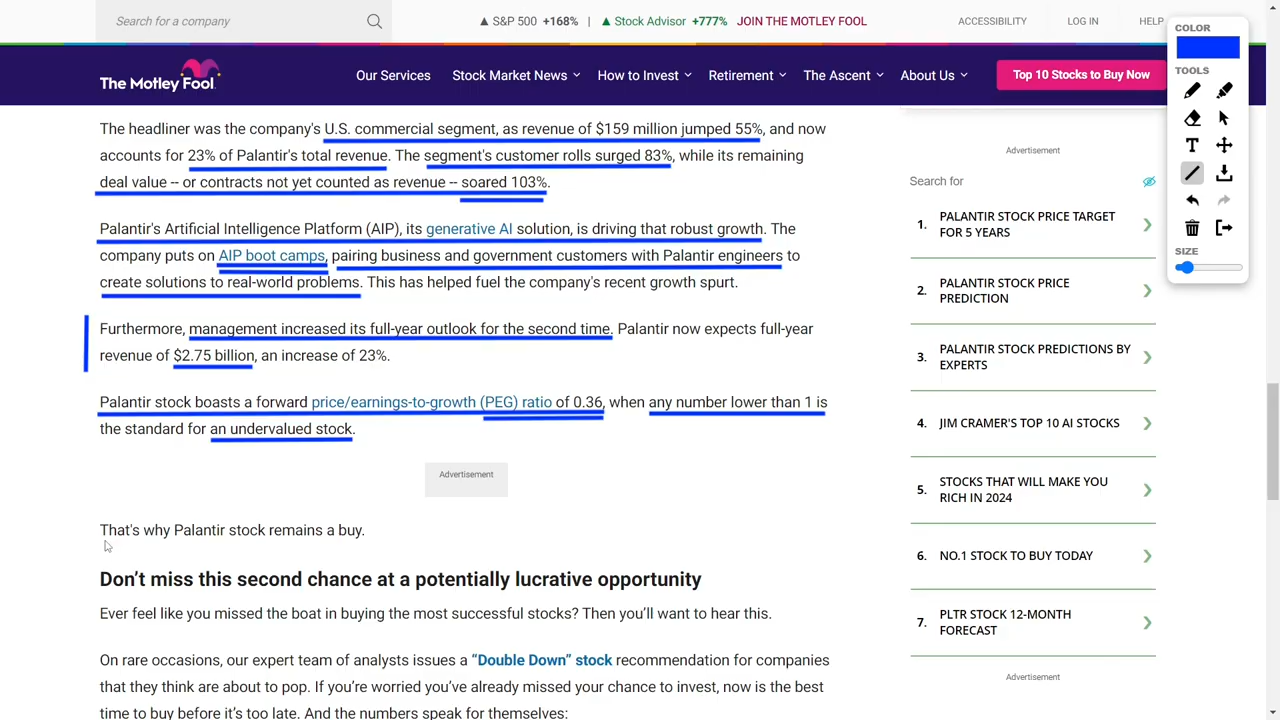 Search for a company
▲ S&P 500 +168% | ▲ Stock Advisor +777% JOIN THE MOTLEY FOOL
ACCESSIBILITY LOG IN HELP
The Motley Fool
Our Services Stock Market News How to Invest Retirement The Ascent About Us
Top 10 Stocks to Buy Now
COLOR
TOOLS
T
SIZE
The headliner was the company's U.S. commercial segment, as revenue of $159 million jumped 55%, and now
accounts for 23% of Palantir's total revenue. The segment's customer rolls surged 83%, while its remaining
deal value -- or contracts not yet counted as revenue -- soared 103%.
Palantir's Artificial Intelligence Platform (AIP), its generative AI solution, is driving that robust growth. The
company puts on AIP boot camps, pairing business and government customers with Palantir engineers to
create solutions to real-world problems. This has helped fuel the company's recent growth spurt.
Furthermore, management increased its full-year outlook for the second time. Palantir now expects full-year
revenue of $2.75 billion, an increase of 23%.
Palantir stock boasts a forward price/earnings-to-growth (PEG) ratio of 0.36, when any number lower than 1 is
the standard for an undervalued stock.
Advertisement
That's why Palantir stock remains a buy.
Don’t miss this second chance at a potentially lucrative opportunity
Ever feel like you missed the boat in buying the most successful stocks? Then you’ll want to hear this.
On rare occasions, our expert team of analysts issues a “Double Down” stock recommendation for companies
that they think are about to pop. If you’re worried you’ve already missed your chance to invest, now is the best
time to buy before it’s too late. And the numbers speak for themselves:
Advertisement
Search for
1. PALANTIR STOCK PRICE TARGET
FOR 5 YEARS
2. PALANTIR STOCK PRICE
PREDICTION
3. PALANTIR STOCK PREDICTIONS BY
EXPERTS
4. JIM CRAMER'S TOP 10 AI STOCKS
5. STOCKS THAT WILL MAKE YOU
RICH IN 2024
6. NO.1 STOCK TO BUY TODAY
7. PLTR STOCK 12-MONTH
FORECAST
Advertisement